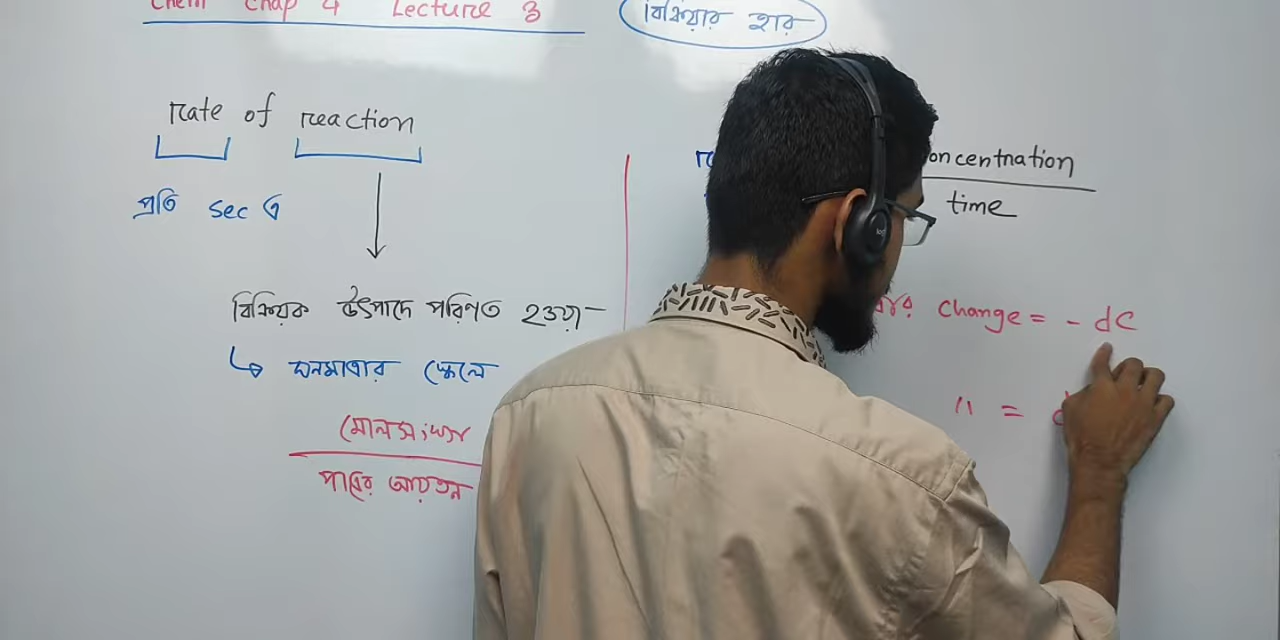 Chem Chap 4 Lecture 3
বিক্রিয়ার হার
rate of reaction
প্রতি sec এ
বিক্রিয়ক উৎপাদে পরিণত হওয়া
↳ ঘনমাত্রার স্কেলে
মোলসংখ্যা
পাত্রের আয়তন
oncentration
time
change = - dC
" =